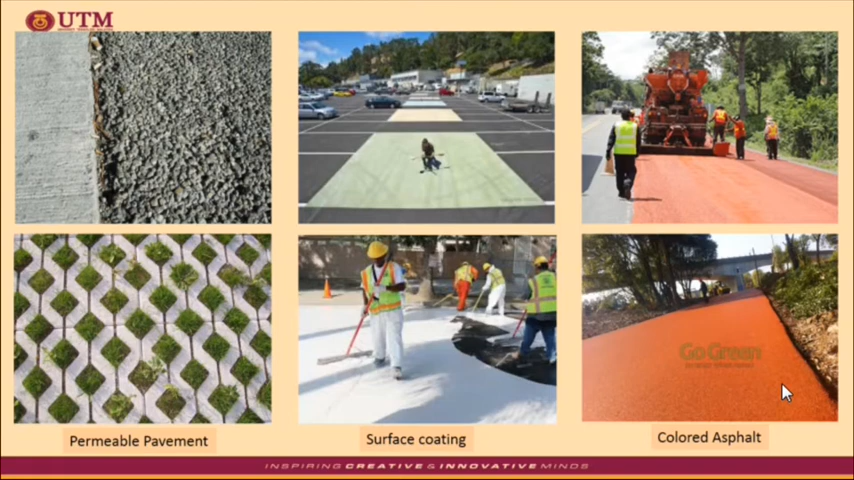 UTM
Go Green
Permeable Pavement
Surface coating
Colored Asphalt
INSPIRING CREATIVE & INNOVATIVE MINDS